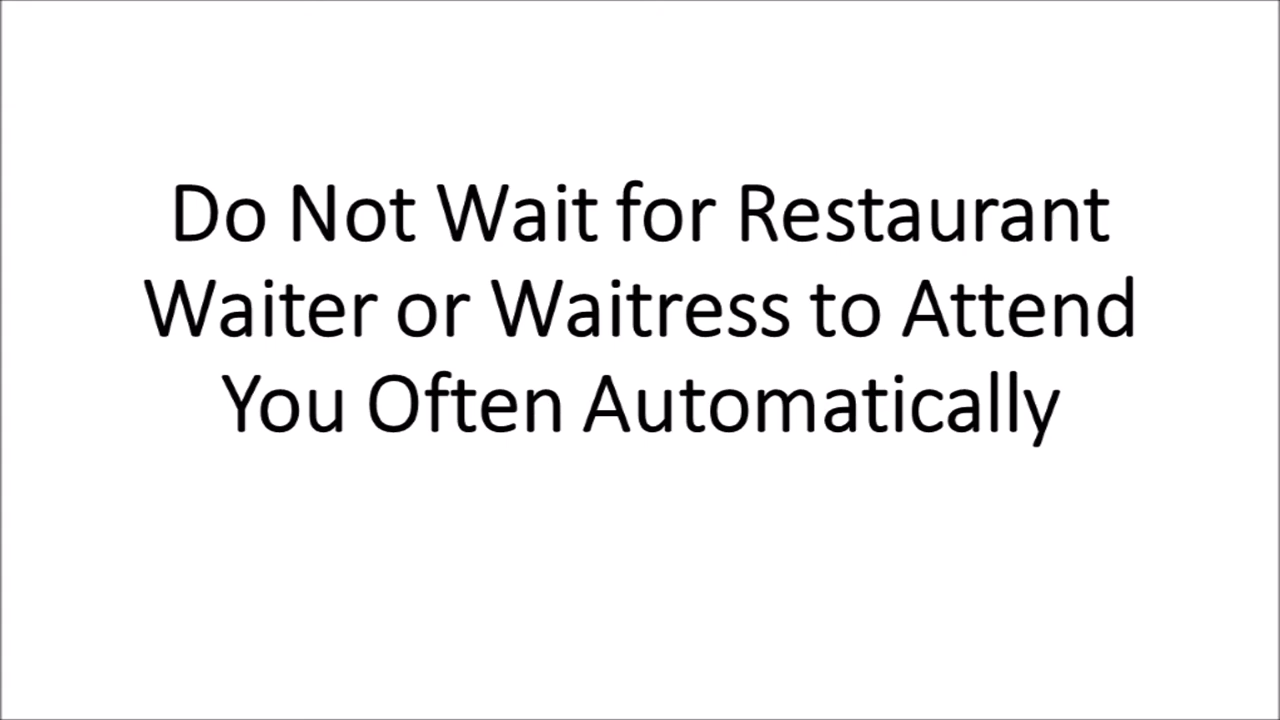 Do Not Wait for Restaurant
Waiter or Waitress to Attend
You Often Automatically